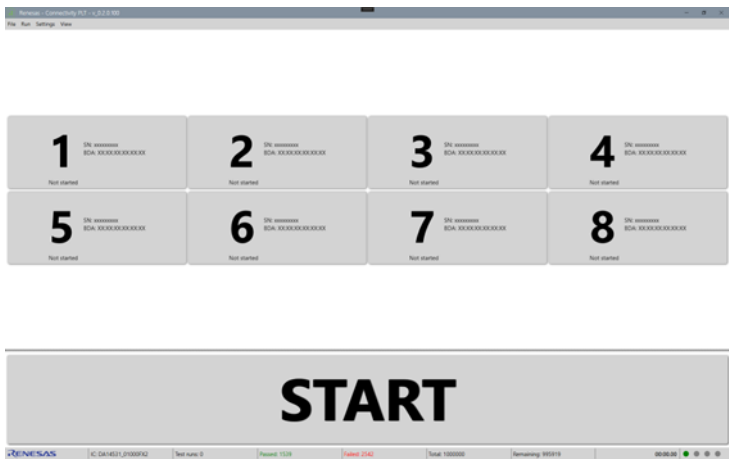 Renesas - Connectivity PLT - v_0.2.0.100
File Run Settings View
1
SN: xxxxxxxxx
BDA: XX:XX:XX:XX:XX:XX
Not started
2
SN: xxxxxxxxx
BDA: XX:XX:XX:XX:XX:XX
Not started
3
SN: xxxxxxxxx
BDA: XX:XX:XX:XX:XX:XX
Not started
4
SN: xxxxxxxxx
BDA: XX:XX:XX:XX:XX:XX
Not started
5
SN: xxxxxxxxx
BDA: XX:XX:XX:XX:XX:XX
Not started
6
SN: xxxxxxxxx
BDA: XX:XX:XX:XX:XX:XX
Not started
7
SN: xxxxxxxxx
BDA: XX:XX:XX:XX:XX:XX
Not started
8
SN: xxxxxxxxx
BDA: XX:XX:XX:XX:XX:XX
Not started
START
RENESAS IC: DA14531_01000FX2 Test runs: 0 Passed: 1539 Failed: 2542 Total: 1000000 Remaining: 995919 00:00.00